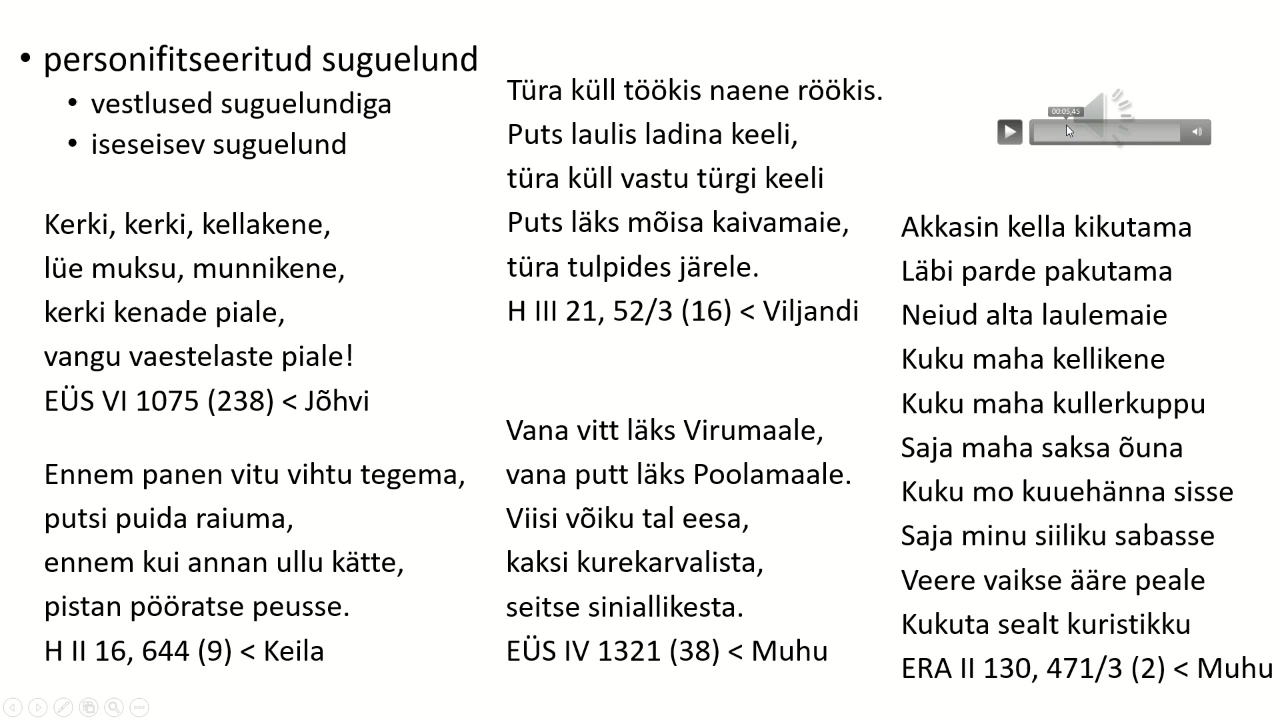 • personifitseeritud suguelund
• vestlused suguelundiga
• iseseisev suguelund
Kerki, kerki, kellakene,
lüe muksu, munnikene,
kerki kenade piale,
vangu vaestelaste piale!
EÜS VI 1075 (238) < Jõhvi
Ennem panen vitu vihtu tegema,
putsi puida raiuma,
ennem kui annan ullu kätte,
pistan pööratse peusse.
H II 16, 644 (9) < Keila
Türa küll töökis naene röökis.
Puts laulis ladina keeli,
türa küll vastu türgi keeli
Puts läks mõisa kaivamaie,
türa tulpides järele.
H III 21, 52/3 (16) < Viljandi
Vana vitt läks Virumaale,
vana putt läks Poolamaale.
Viisi võiku tal eesa,
kaksi kurekarvalista,
seitse siniallikesta.
EÜS IV 1321 (38) < Muhu
00:05,45
Akkasin kella kikutama
Läbi parde pakutama
Neiud alta laulemaie
Kuku maha kellikene
Kuku maha kullerkuppu
Saja maha saksa õuna
Kuku mo kuuehänna sisse
Saja minu siiliku sabasse
Veere vaikse ääre peale
Kukuta sealt kuristikku
ERA II 130, 471/3 (2) < Muhu